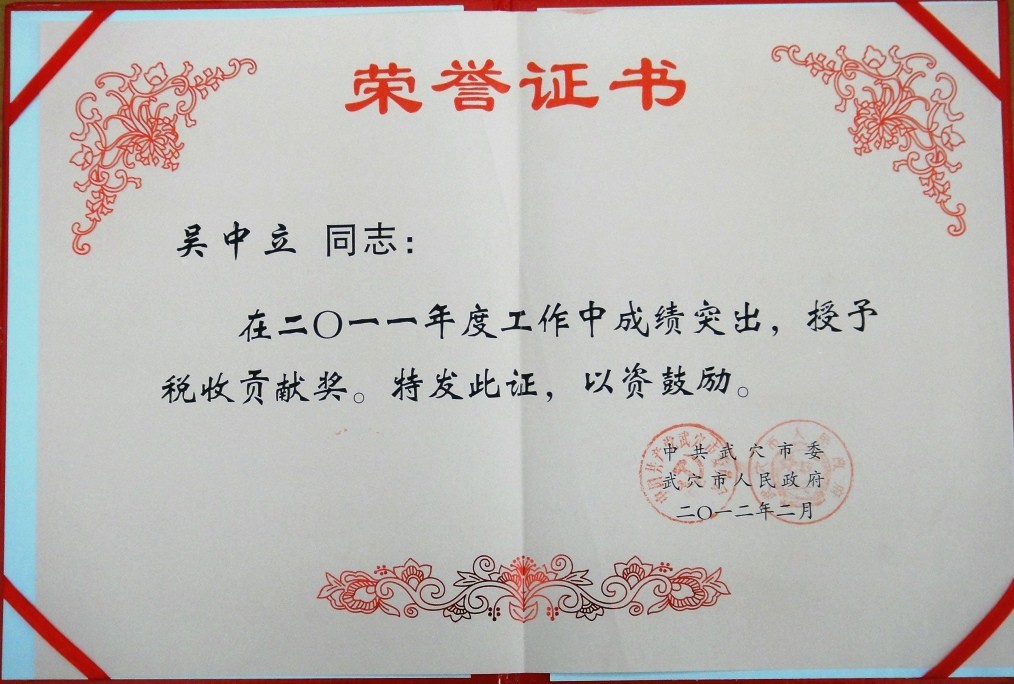 荣誉证书
吴中立 同志：
在二〇一一年度工作中成绩突出，授予
税收贡献奖。特发此证，以资鼓励。
中共武穴市委
武穴市人民政府
二〇一二年二月